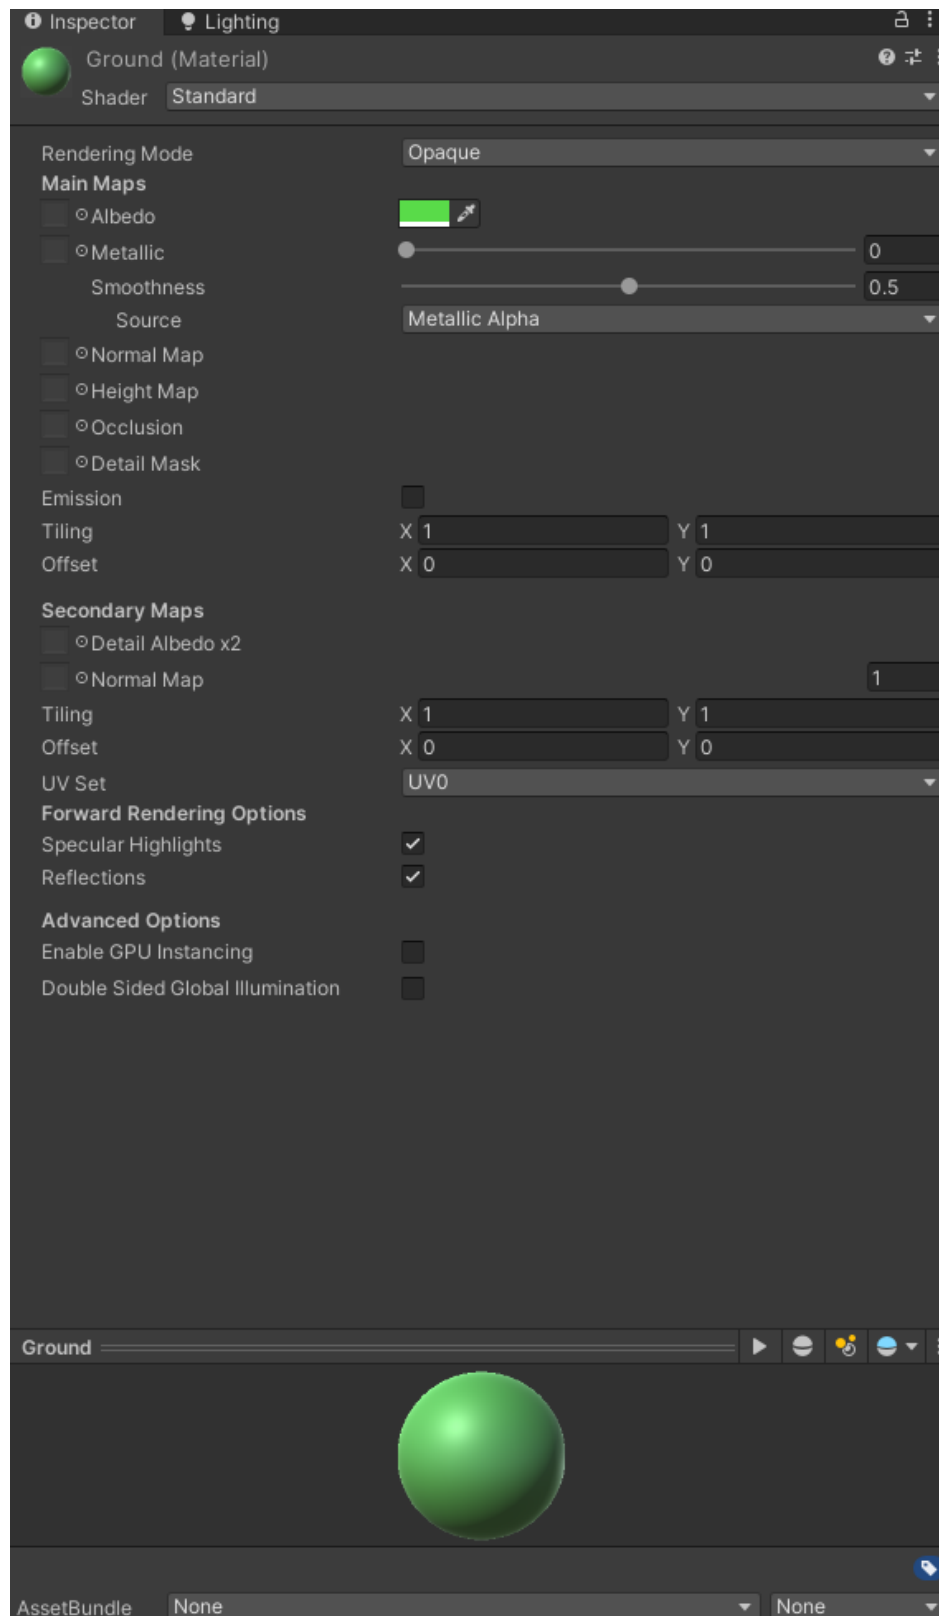 Inspector Lighting
Ground (Material)
Shader Standard
Rendering Mode Opaque
Main Maps
Albedo
Metallic 0
Smoothness 0.5
Source Metallic Alpha
Normal Map
Height Map
Occlusion
Detail Mask
Emission
Tiling X 1 Y 1
Offset X 0 Y 0
Secondary Maps
Detail Albedo x2
Normal Map 1
Tiling X 1 Y 1
Offset X 0 Y 0
UV Set UV0
Forward Rendering Options
Specular Highlights
Reflections
Advanced Options
Enable GPU Instancing
Double Sided Global Illumination
Ground
AssetBundle None None